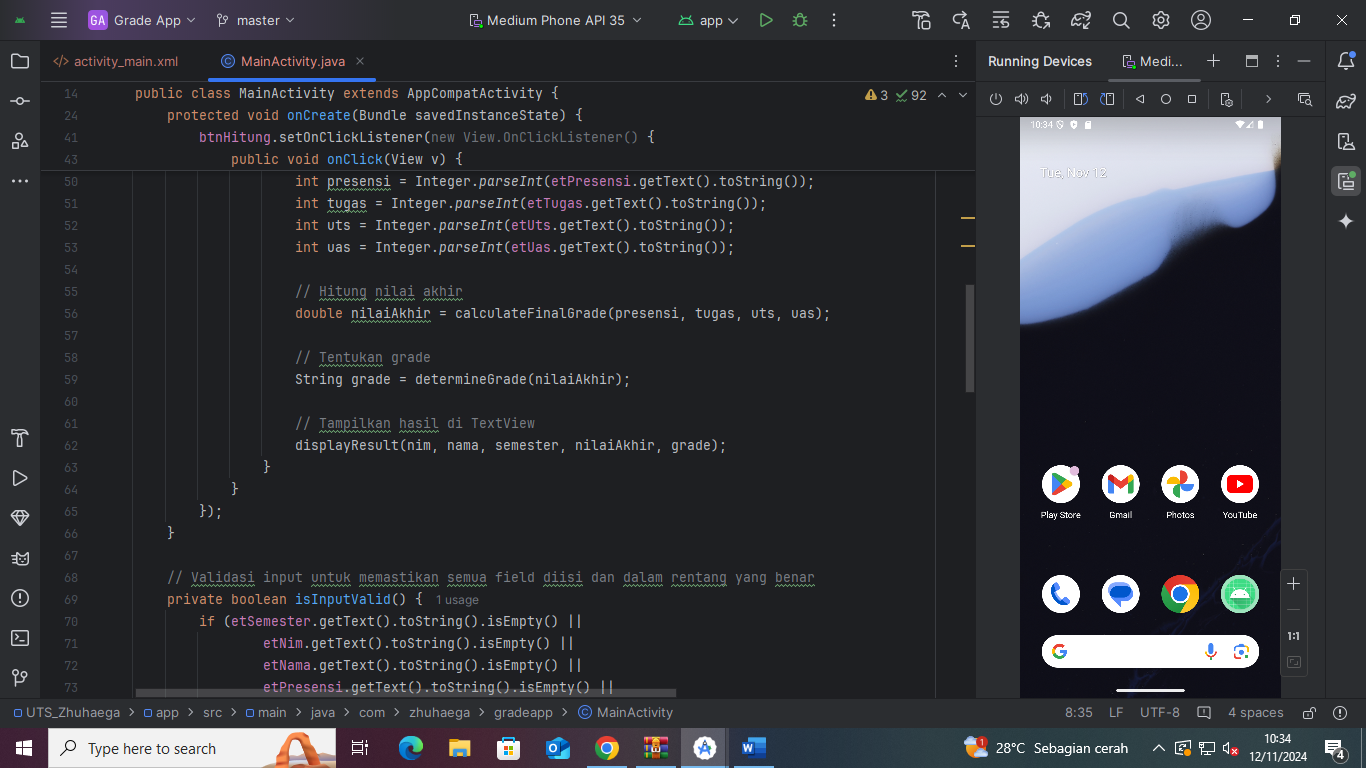 GA Grade App master Medium Phone API 35 app
activity_main.xml MainActivity.java Running Devices Medi...
14 public class MainActivity extends AppCompatActivity { 3 92
24 protected void onCreate(Bundle savedInstanceState) {
41 btnHitung.setOnClickListener(new View.OnClickListener() {
43 public void onClick(View v) {
50 int presensi = Integer.parseInt(etPresensi.getText().toString());
51 int tugas = Integer.parseInt(etTugas.getText().toString());
52 int uts = Integer.parseInt(etUts.getText().toString());
53 int uas = Integer.parseInt(etUas.getText().toString());
54
55 // Hitung nilai akhir
56 double nilaiAkhir = calculateFinalGrade(presensi, tugas, uts, uas);
57
58 // Tentukan grade
59 String grade = determineGrade(nilaiAkhir);
60
61 // Tampilkan hasil di TextView
62 displayResult(nim, nama, semester, nilaiAkhir, grade);
63 }
64 }
65 });
66 }
67
68 // Validasi input untuk memastikan semua field diisi dan dalam rentang yang benar
69 private boolean isInputValid() { 1 usage
70 if (etSemester.getText().toString().isEmpty() ||
71 etNim.getText().toString().isEmpty() ||
72 etNama.getText().toString().isEmpty() ||
73 etPresensi.getText().toString().isEmpty() ||
10:34
Tue, Nov 12
Play Store Gmail Photos YouTube
1:1
UTS_Zhuhaega > app > src > main > java > com > zhuhaega > gradeapp > MainActivity 8:35 LF UTF-8 4 spaces
Type here to search 1 28°C Sebagian cerah 10:34
12/11/2024 4